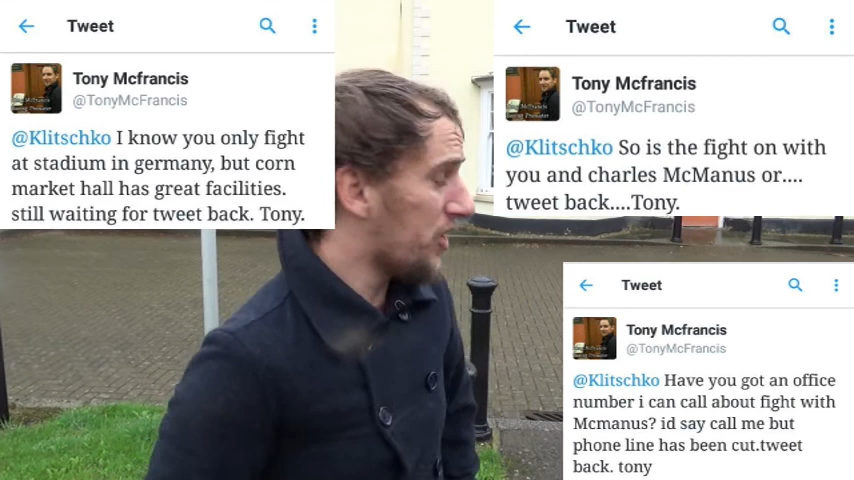 Tweet
Tony Mcfrancis
@TonyMcFrancis
@Klitschko I know you only fight
at stadium in germany, but corn
market hall has great facilities.
still waiting for tweet back. Tony.
Tweet
Tony Mcfrancis
@TonyMcFrancis
@Klitschko So is the fight on with
you and charles McManus or....
tweet back....Tony.
Tweet
Tony Mcfrancis
@TonyMcFrancis
@Klitschko Have you got an office
number i can call about fight with
Mcmanus? id say call me but
phone line has been cut.tweet
back. tony